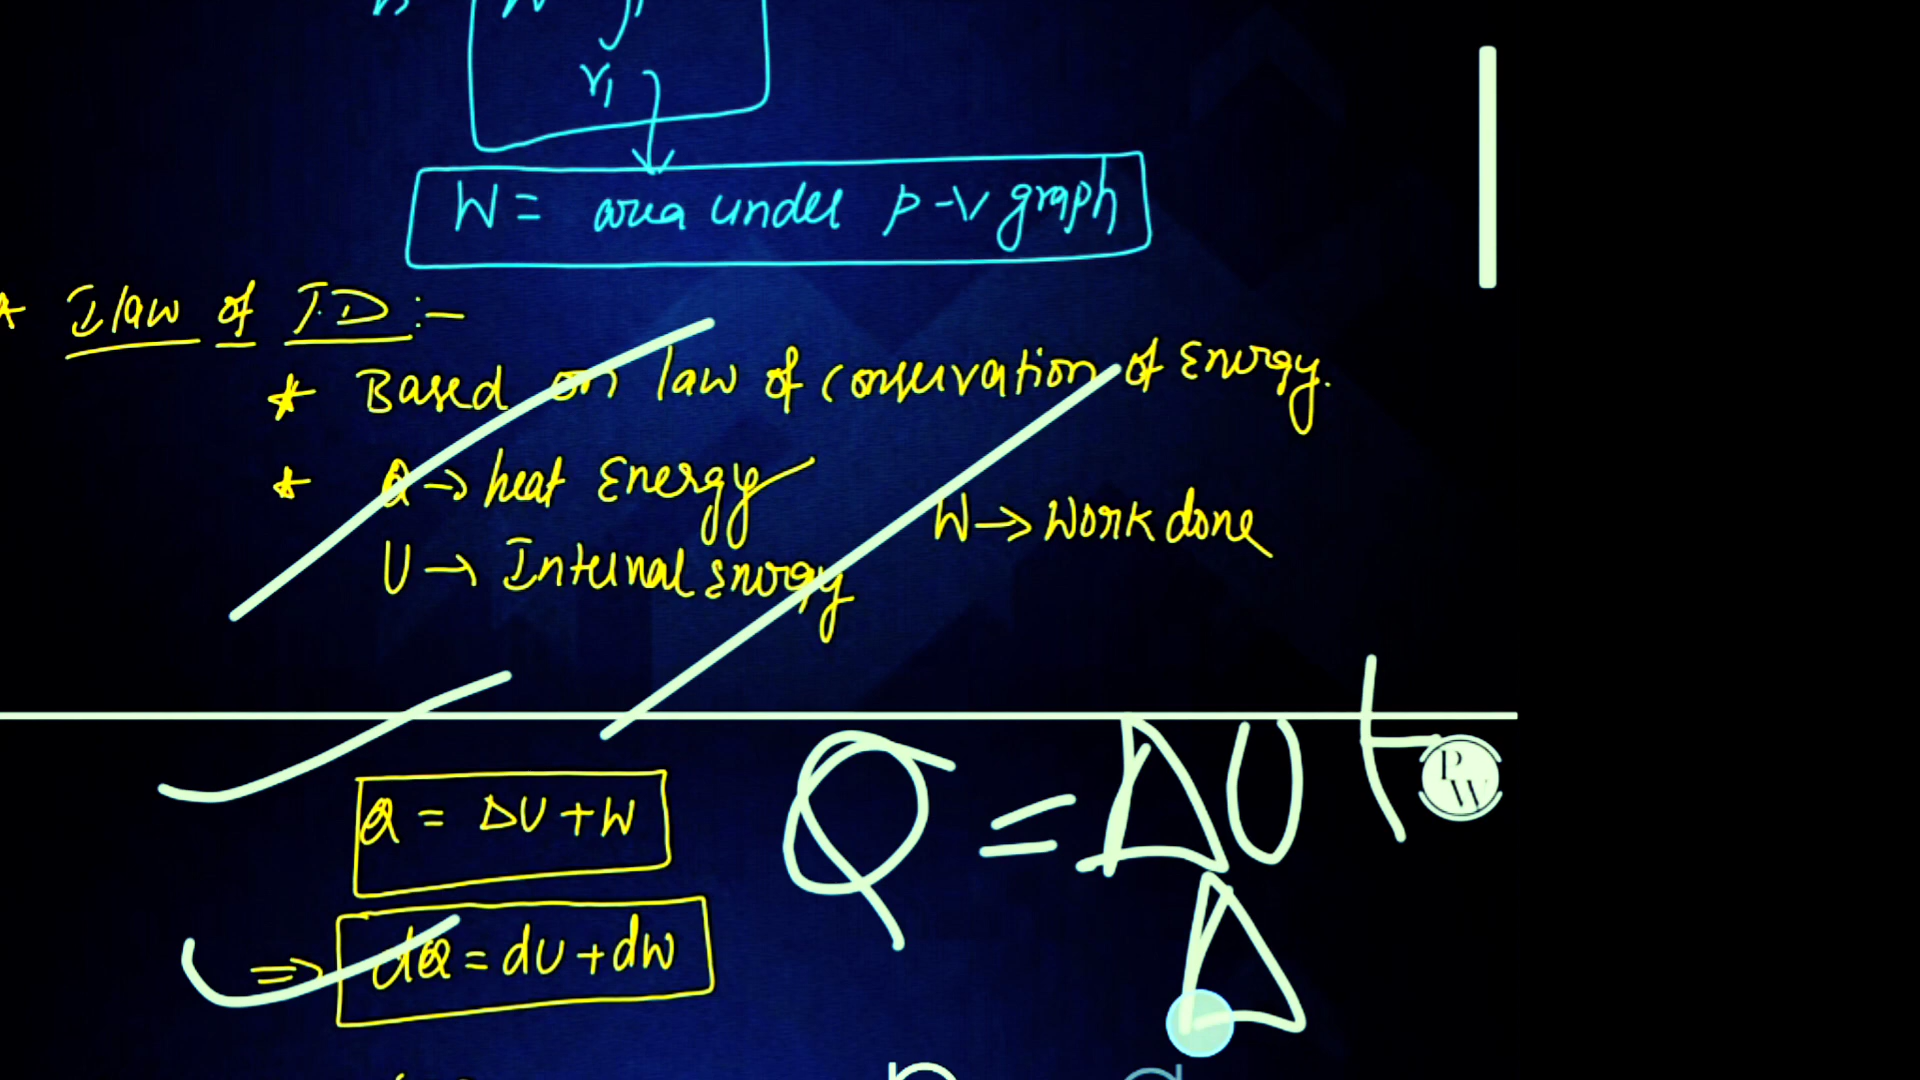 W = area under P-V graph
* I law of T.D :-
* Based on law of conservation of Energy.
* Q → heat Energy
W → Work done
U → Internal Energy
Q = ΔU + W
Q = ΔU +
PW
⇒ dQ = dU + dW
Δ